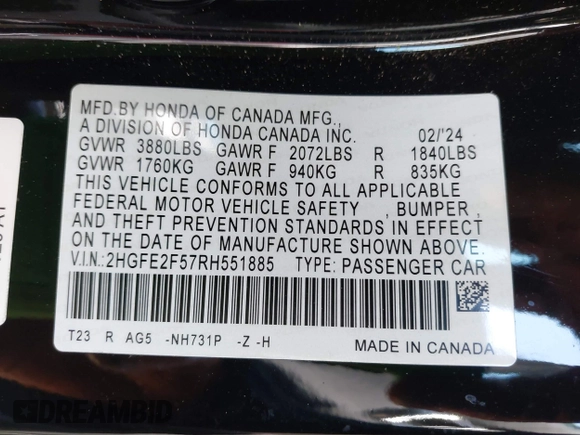 MFD.BY HONDA OF CANADA MFG.,
A DIVISION OF HONDA CANADA INC. 02/'24
GVWR 3880LBS GAWR F 2072LBS R 1840LBS
GVWR 1760KG GAWR F 940KG R 835KG
THIS VEHICLE CONFORMS TO ALL APPLICABLE
FEDERAL MOTOR VEHICLE SAFETY , BUMPER ,
AND THEFT PREVENTION STANDARDS IN EFFECT
ON THE DATE OF MANUFACTURE SHOWN ABOVE.
V.I.N.:2HGFE2F57RH551885 TYPE: PASSENGER CAR
T23 R AG5 -NH731P -Z -H
MADE IN CANADA
DREAMBID